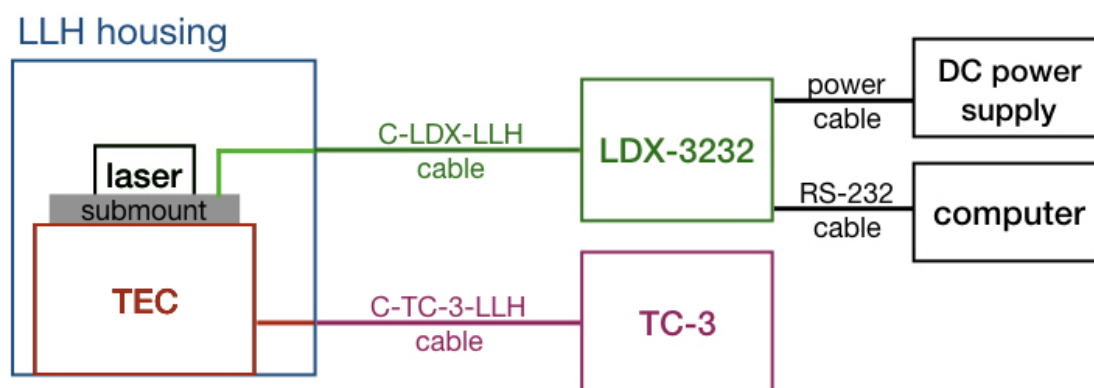 LLH housing
laser
submount
TEC
C-LDX-LLH
cable
C-TC-3-LLH
cable
LDX-3232
TC-3
power
cable
RS-232
cable
DC power
supply
computer